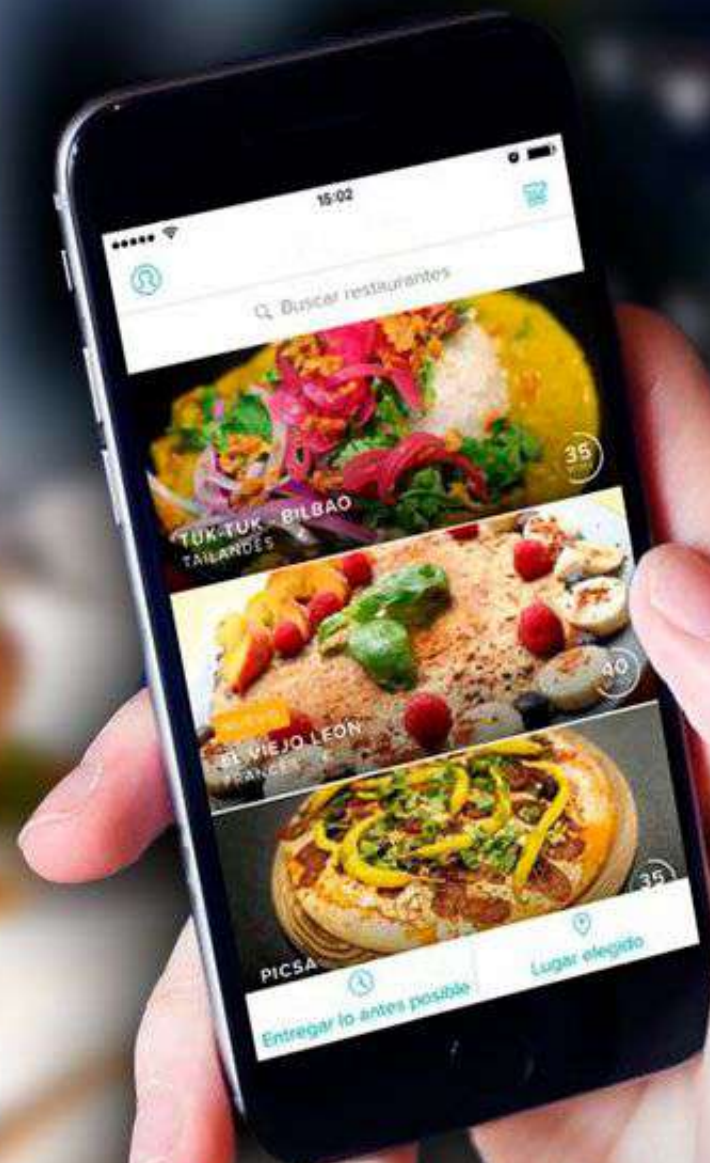 15:02
Buscar restaurantes
35
TUK-TUK - BILBAO
TAILANDÉS
40
EL VIEJO LEÓN
35
PICSA
Entregar lo antes posible
Lugar elegido